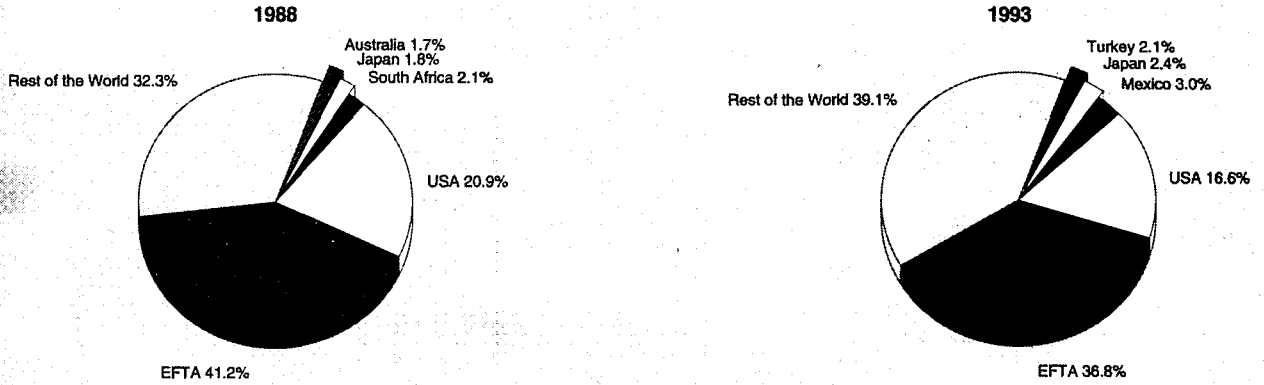 1988
Australia 1.7%
Japan 1.8%
South Africa 2.1%
Rest of the World 32.3%
USA 20.9%
EFTA 41.2%
1993
Turkey 2.1%
Japan 2.4%
Mexico 3.0%
Rest of the World 39.1%
USA 16.6%
EFTA 36.8%